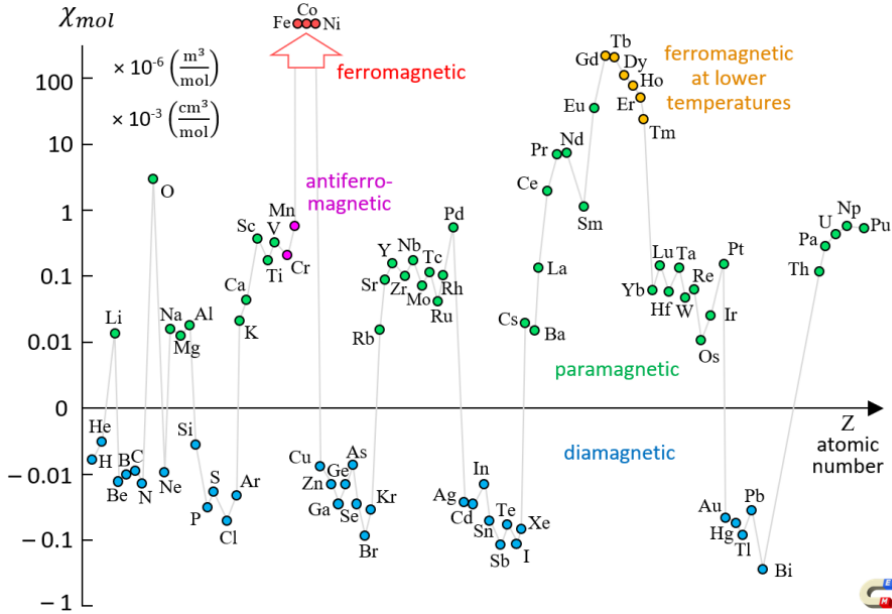 χmol
Fe Co Ni
× 10-6 (m3/mol)
× 10-3 (cm3/mol)
ferromagnetic
ferromagnetic
at lower
temperatures
antiferro-
magnetic
paramagnetic
diamagnetic
Z
atomic
number
100
10
1
0.1
0.01
0
−0.01
−0.1
−1
H
He
Li
Be
B
C
N
O
Ne
Na
Mg
Al
Si
P
S
Cl
Ar
K
Ca
Sc
Ti
V
Cr
Mn
Cu
Zn
Ga
Ge
As
Se
Br
Kr
Rb
Sr
Y
Zr
Nb
Mo
Tc
Ru
Rh
Pd
Ag
Cd
In
Sn
Sb
Te
I
Xe
Cs
Ba
La
Ce
Pr
Nd
Sm
Eu
Gd
Tb
Dy
Ho
Er
Tm
Yb
Lu
Hf
Ta
W
Re
Os
Ir
Pt
Au
Hg
Tl
Pb
Bi
Th
Pa
U
Np
Pu
E